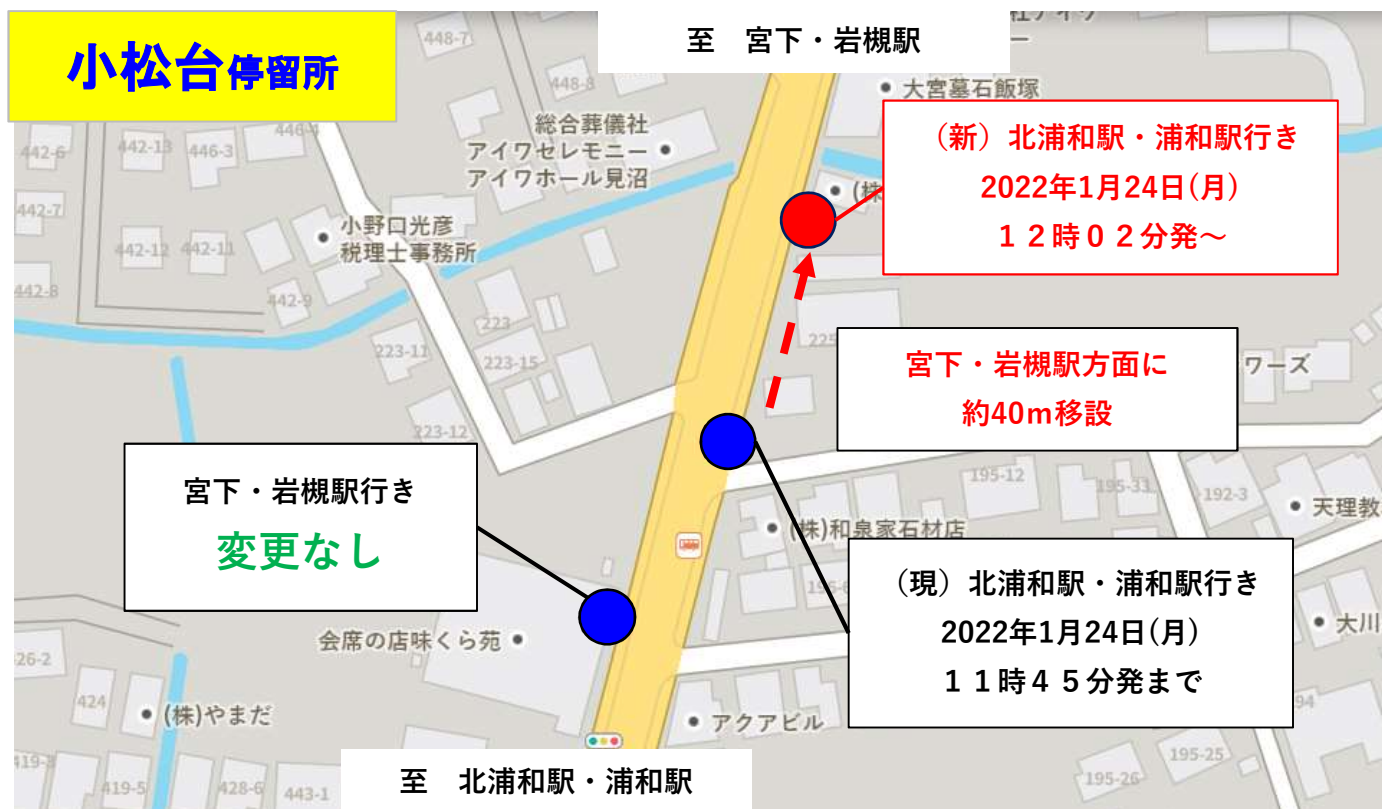 小松台停留所
至　宮下・岩槻駅
448-7
448-8
大宮墓石飯塚
総合葬儀社
アイワセレモニー
アイワホール見沼
442-6
442-13
446-3
446-4
（新）北浦和駅・浦和駅行き
2022年1月24日(月)
１２時０２分発～
(株)
442-7
442-12
442-11
小野口光彦
税理士事務所
442-8
442-9
223
223-11
223-15
223-12
宮下・岩槻駅方面に
約40m移設
ワーズ
宮下・岩槻駅行き
変更なし
195-12
195-31
192-3
天理教
(株)和泉家石材店
（現）北浦和駅・浦和駅行き
2022年1月24日(月)
１１時４５分発まで
会席の店味くら苑
大川
26-2
424
(株)やまだ
アクアビル
94
419-5
428-6
443-1
195-25
195-26
至　北浦和駅・浦和駅